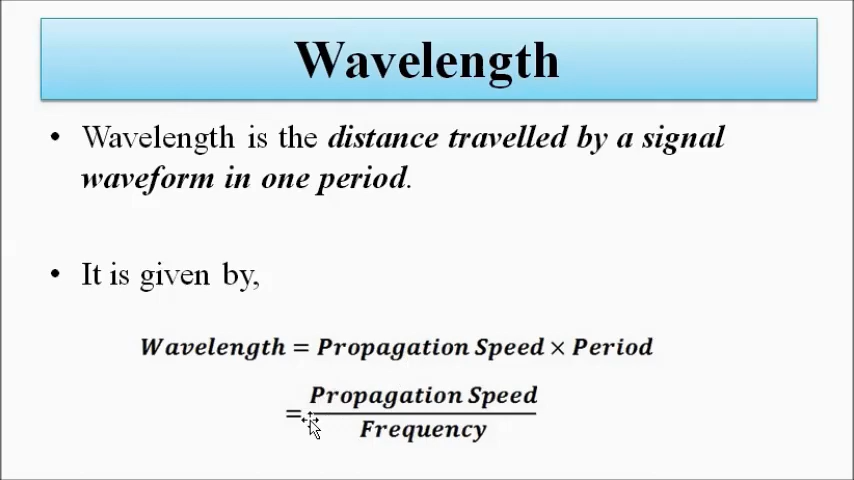 Wavelength
• Wavelength is the distance travelled by a signal
waveform in one period.
• It is given by,
Wavelength = Propagation Speed × Period
= Propagation Speed
Frequency